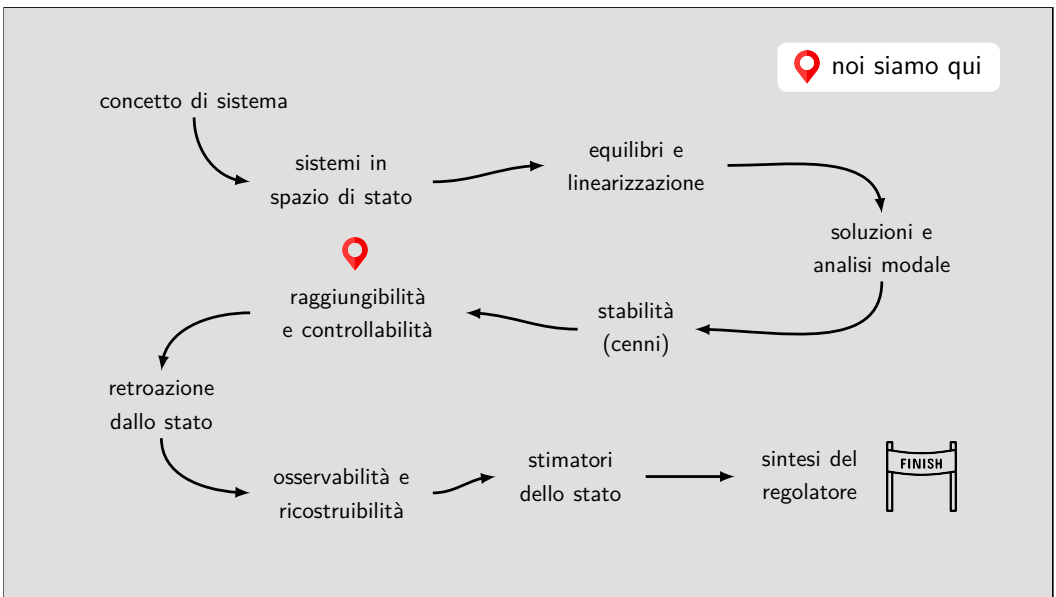 noi siamo qui
concetto di sistema
sistemi in
spazio di stato
equilibri e
linearizzazione
soluzioni e
analisi modale
stabilità
(cenni)
raggiungibilità
e controllabilità
retroazione
dallo stato
osservabilità e
ricostruibilità
stimatori
dello stato
sintesi del
regolatore
FINISH